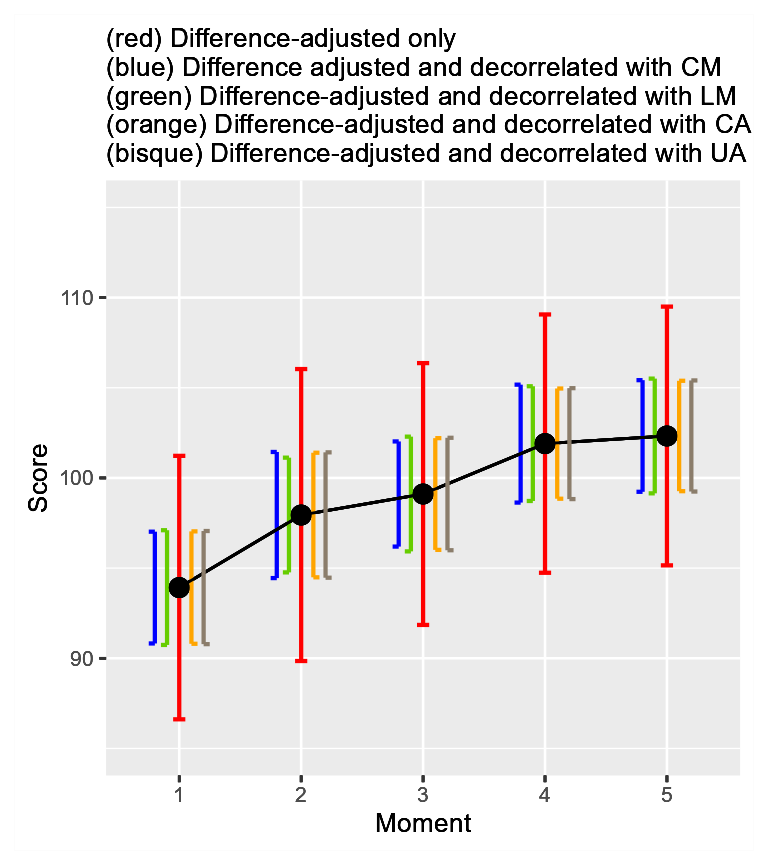 (red) Difference-adjusted only
(blue) Difference adjusted and decorrelated with CM
(green) Difference-adjusted and decorrelated with LM
(orange) Difference-adjusted and decorrelated with CA
(bisque) Difference-adjusted and decorrelated with UA
110
100
90
Score
1 2 3 4 5
Moment